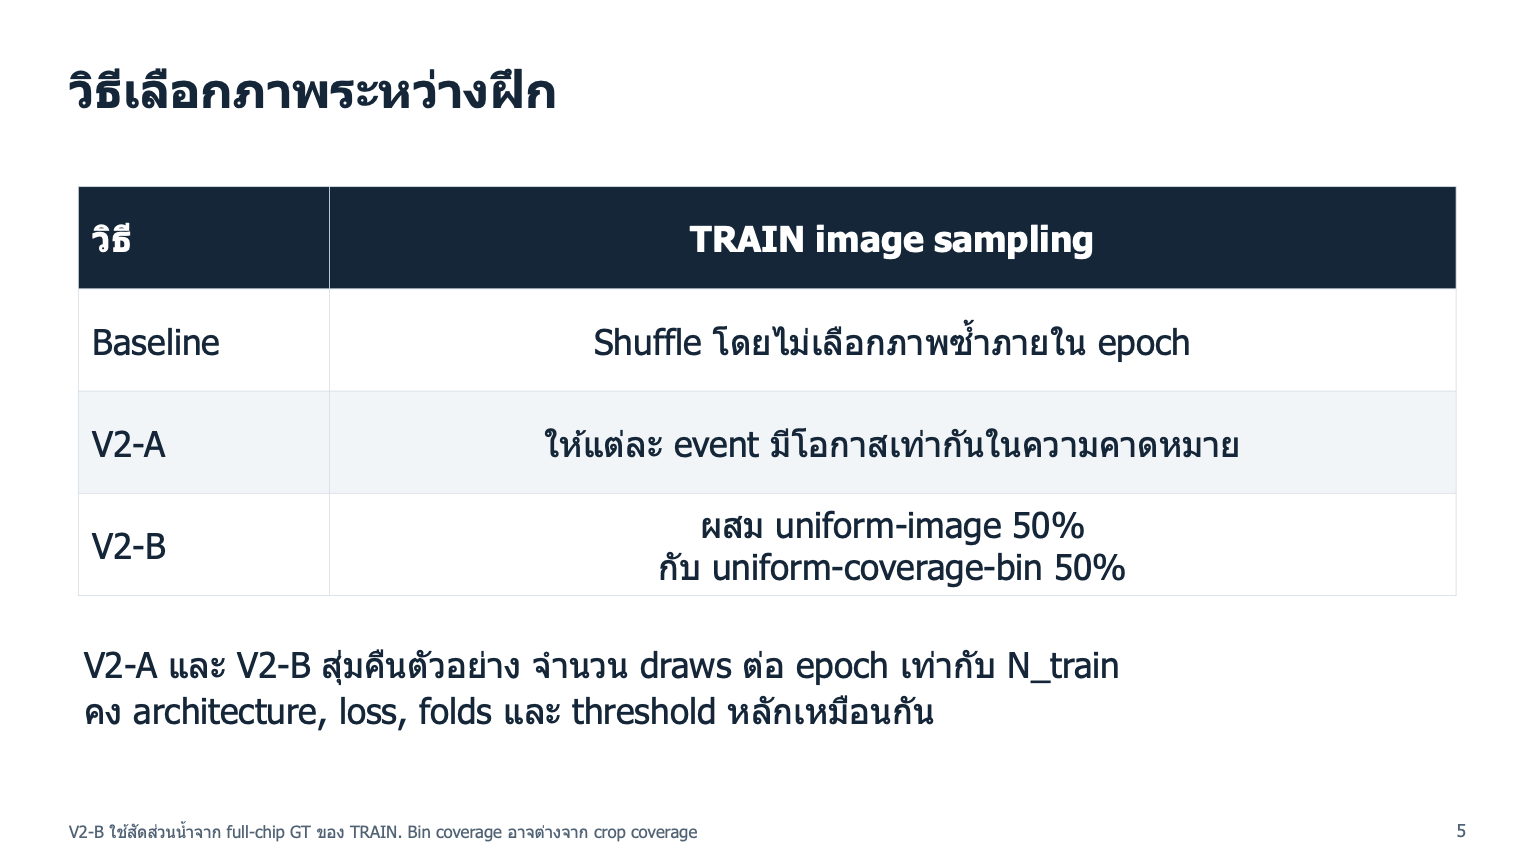 วิธีเลือกภาพระหว่างฝึก
วิธี
TRAIN image sampling
Baseline
Shuffle โดยไม่เลือกภาพซ้ำภายใน epoch
V2-A
ให้แต่ละ event มีโอกาสเท่ากันในความคาดหมาย
V2-B
ผสม uniform-image 50%
กับ uniform-coverage-bin 50%
V2-A และ V2-B สุ่มคืนตัวอย่าง จำนวน draws ต่อ epoch เท่ากับ N_train
คง architecture, loss, folds และ threshold หลักเหมือนกัน
V2-B ใช้สัดส่วนน้ำจาก full-chip GT ของ TRAIN. Bin coverage อาจต่างจาก crop coverage
5